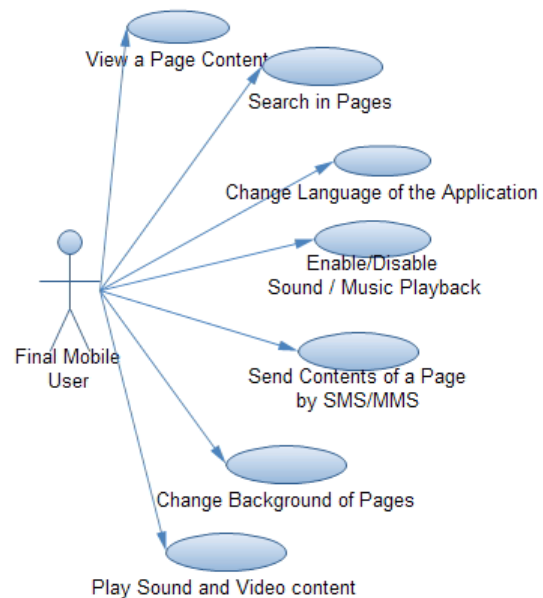 View a Page Content
Search in Pages
Change Language of the Application
Enable/Disable
Sound / Music Playback
Final Mobile
User
Send Contents of a Page
by SMS/MMS
Change Background of Pages
Play Sound and Video content